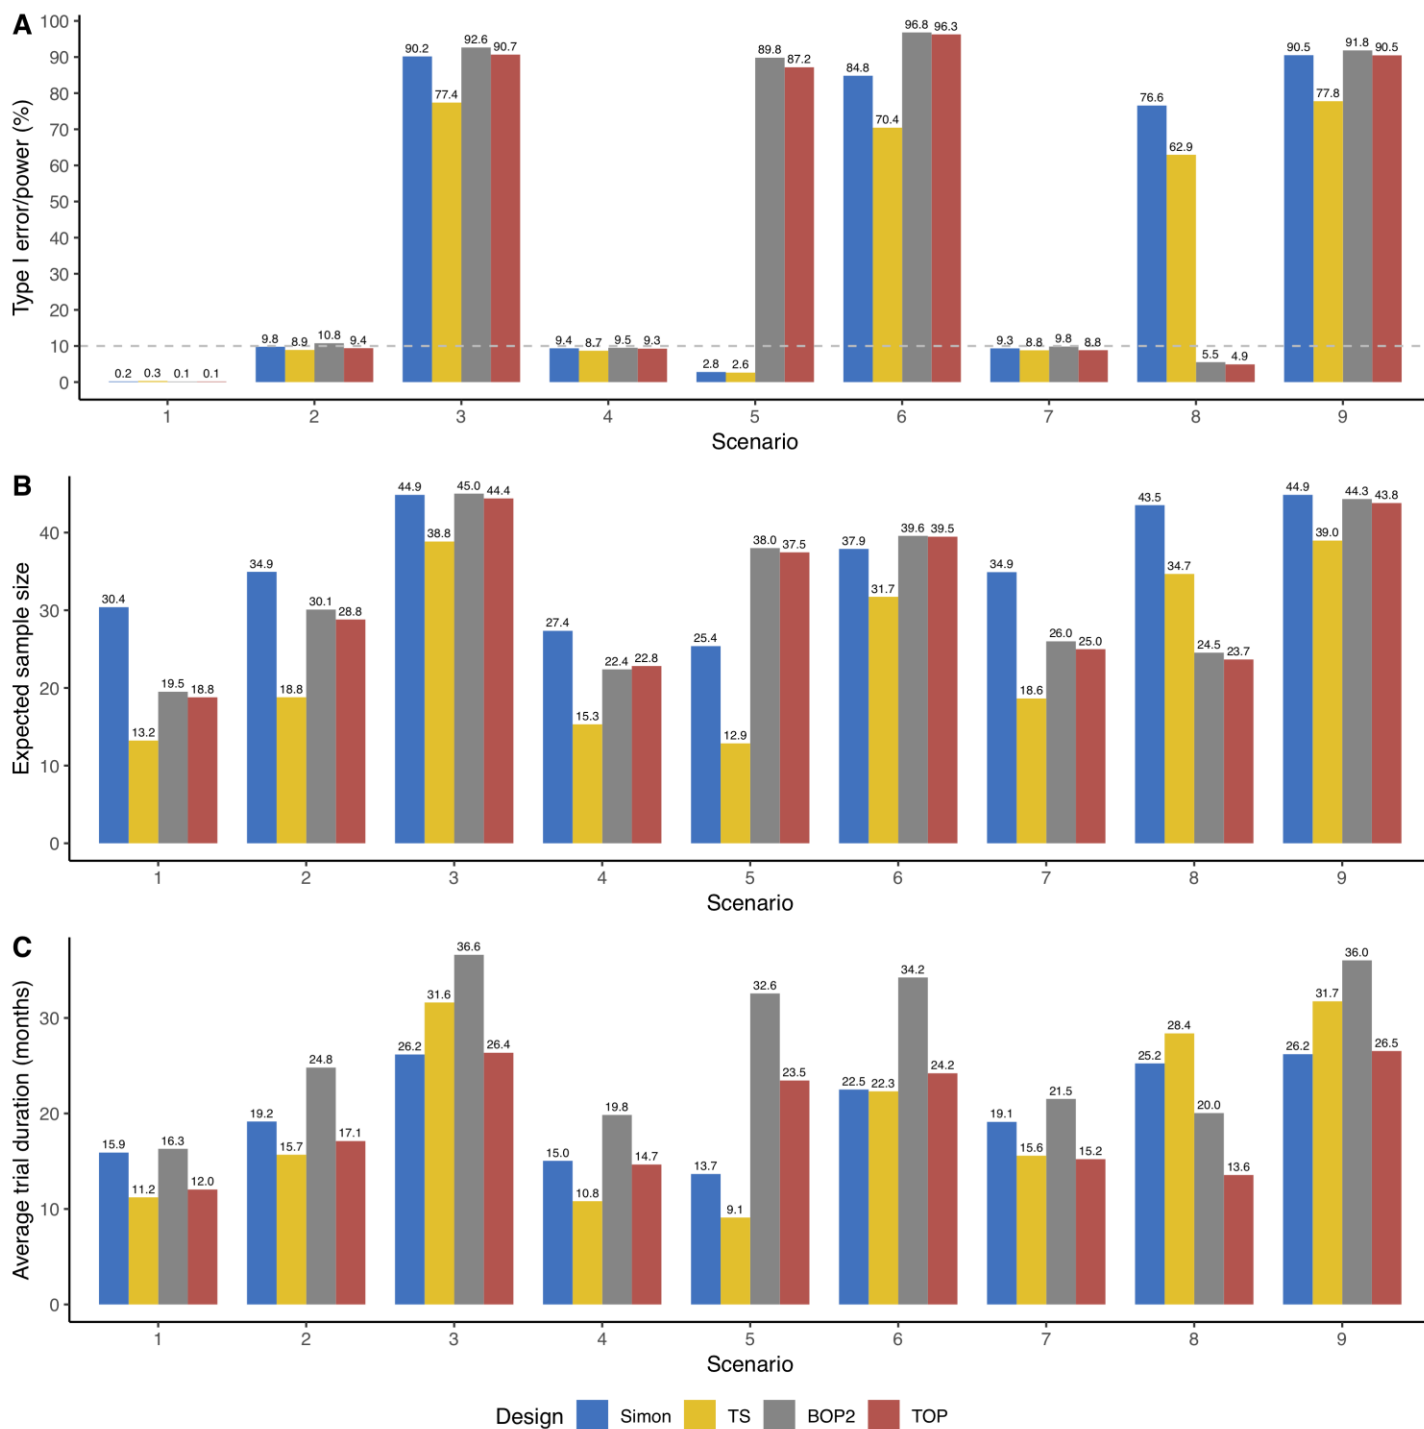 A
Type I error/power (%)
100
90
80
70
60
50
40
30
20
10
0
0.2 0.3 0.1 0.1
9.8 8.9 10.8 9.4
90.2 77.4 92.6 90.7
9.4 8.7 9.5 9.3
2.8 2.6 89.8 87.2
84.8 70.4 96.8 96.3
9.3 8.8 9.8 8.8
76.6 62.9 5.5 4.9
90.5 77.8 91.8 90.5
1 2 3 4 5 6 7 8 9
Scenario
B
Expected sample size
40
30
20
10
0
30.4 13.2 19.5 18.8
34.9 18.8 30.1 28.8
44.9 38.8 45.0 44.4
27.4 15.3 22.4 22.8
25.4 12.9 38.0 37.5
37.9 31.7 39.6 39.5
34.9 18.6 26.0 25.0
43.5 34.7 24.5 23.7
44.9 39.0 44.3 43.8
1 2 3 4 5 6 7 8 9
Scenario
C
Average trial duration (months)
30
20
10
0
15.9 11.2 16.3 12.0
19.2 15.7 24.8 17.1
26.2 31.6 36.6 26.4
15.0 10.8 19.8 14.7
13.7 9.1 32.6 23.5
22.5 22.3 34.2 24.2
19.1 15.6 21.5 15.2
25.2 28.4 20.0 13.6
26.2 31.7 36.0 26.5
1 2 3 4 5 6 7 8 9
Scenario
Design Simon TS BOP2 TOP